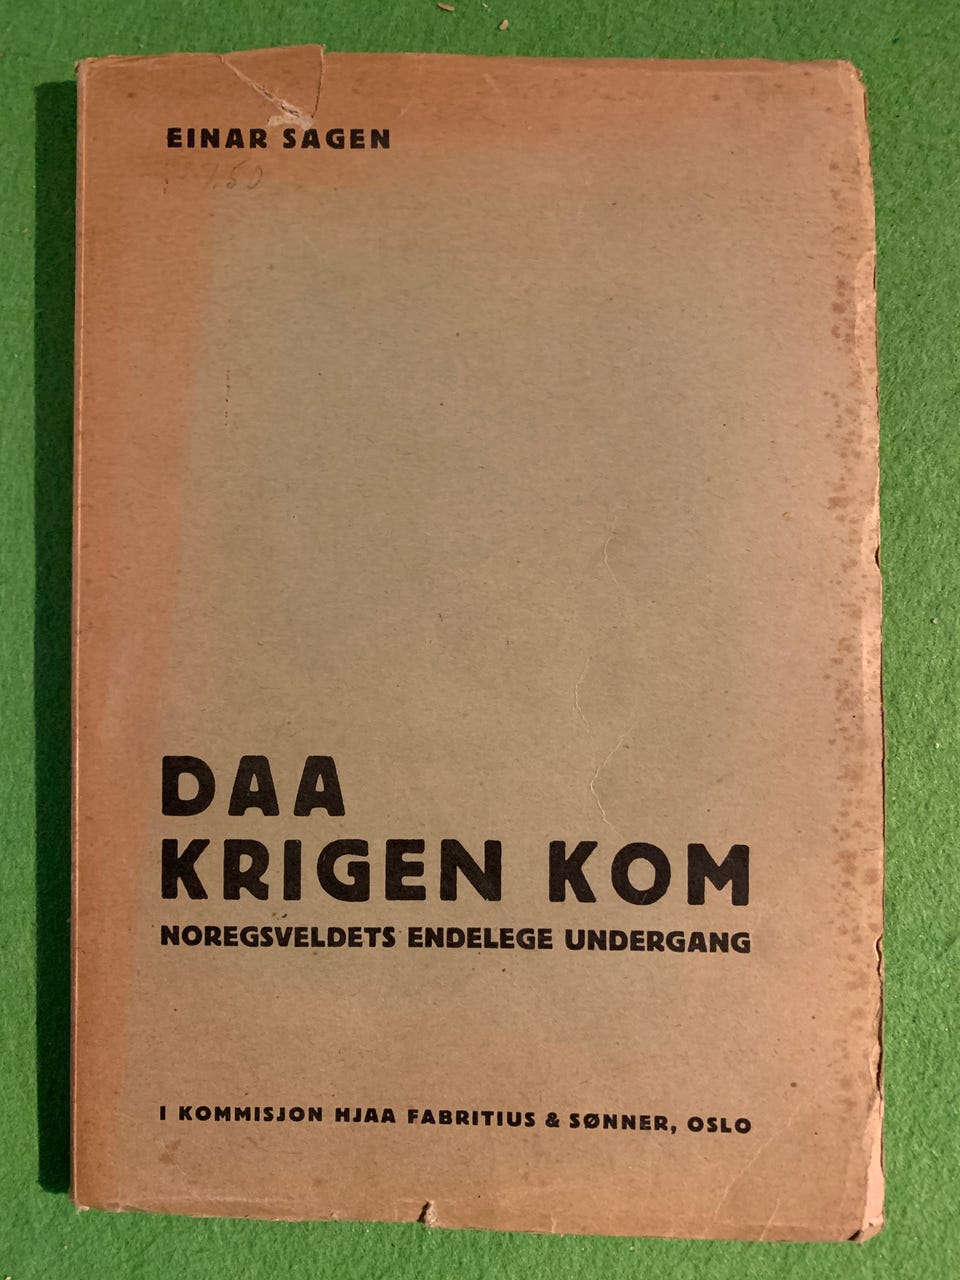 EINAR SAGEN
DAA
KRIGEN KOM
NOREGSVELDETS ENDELEGE UNDERGANG
I KOMMISJON HJAA FABRITIUS & SØNNER, OSLO